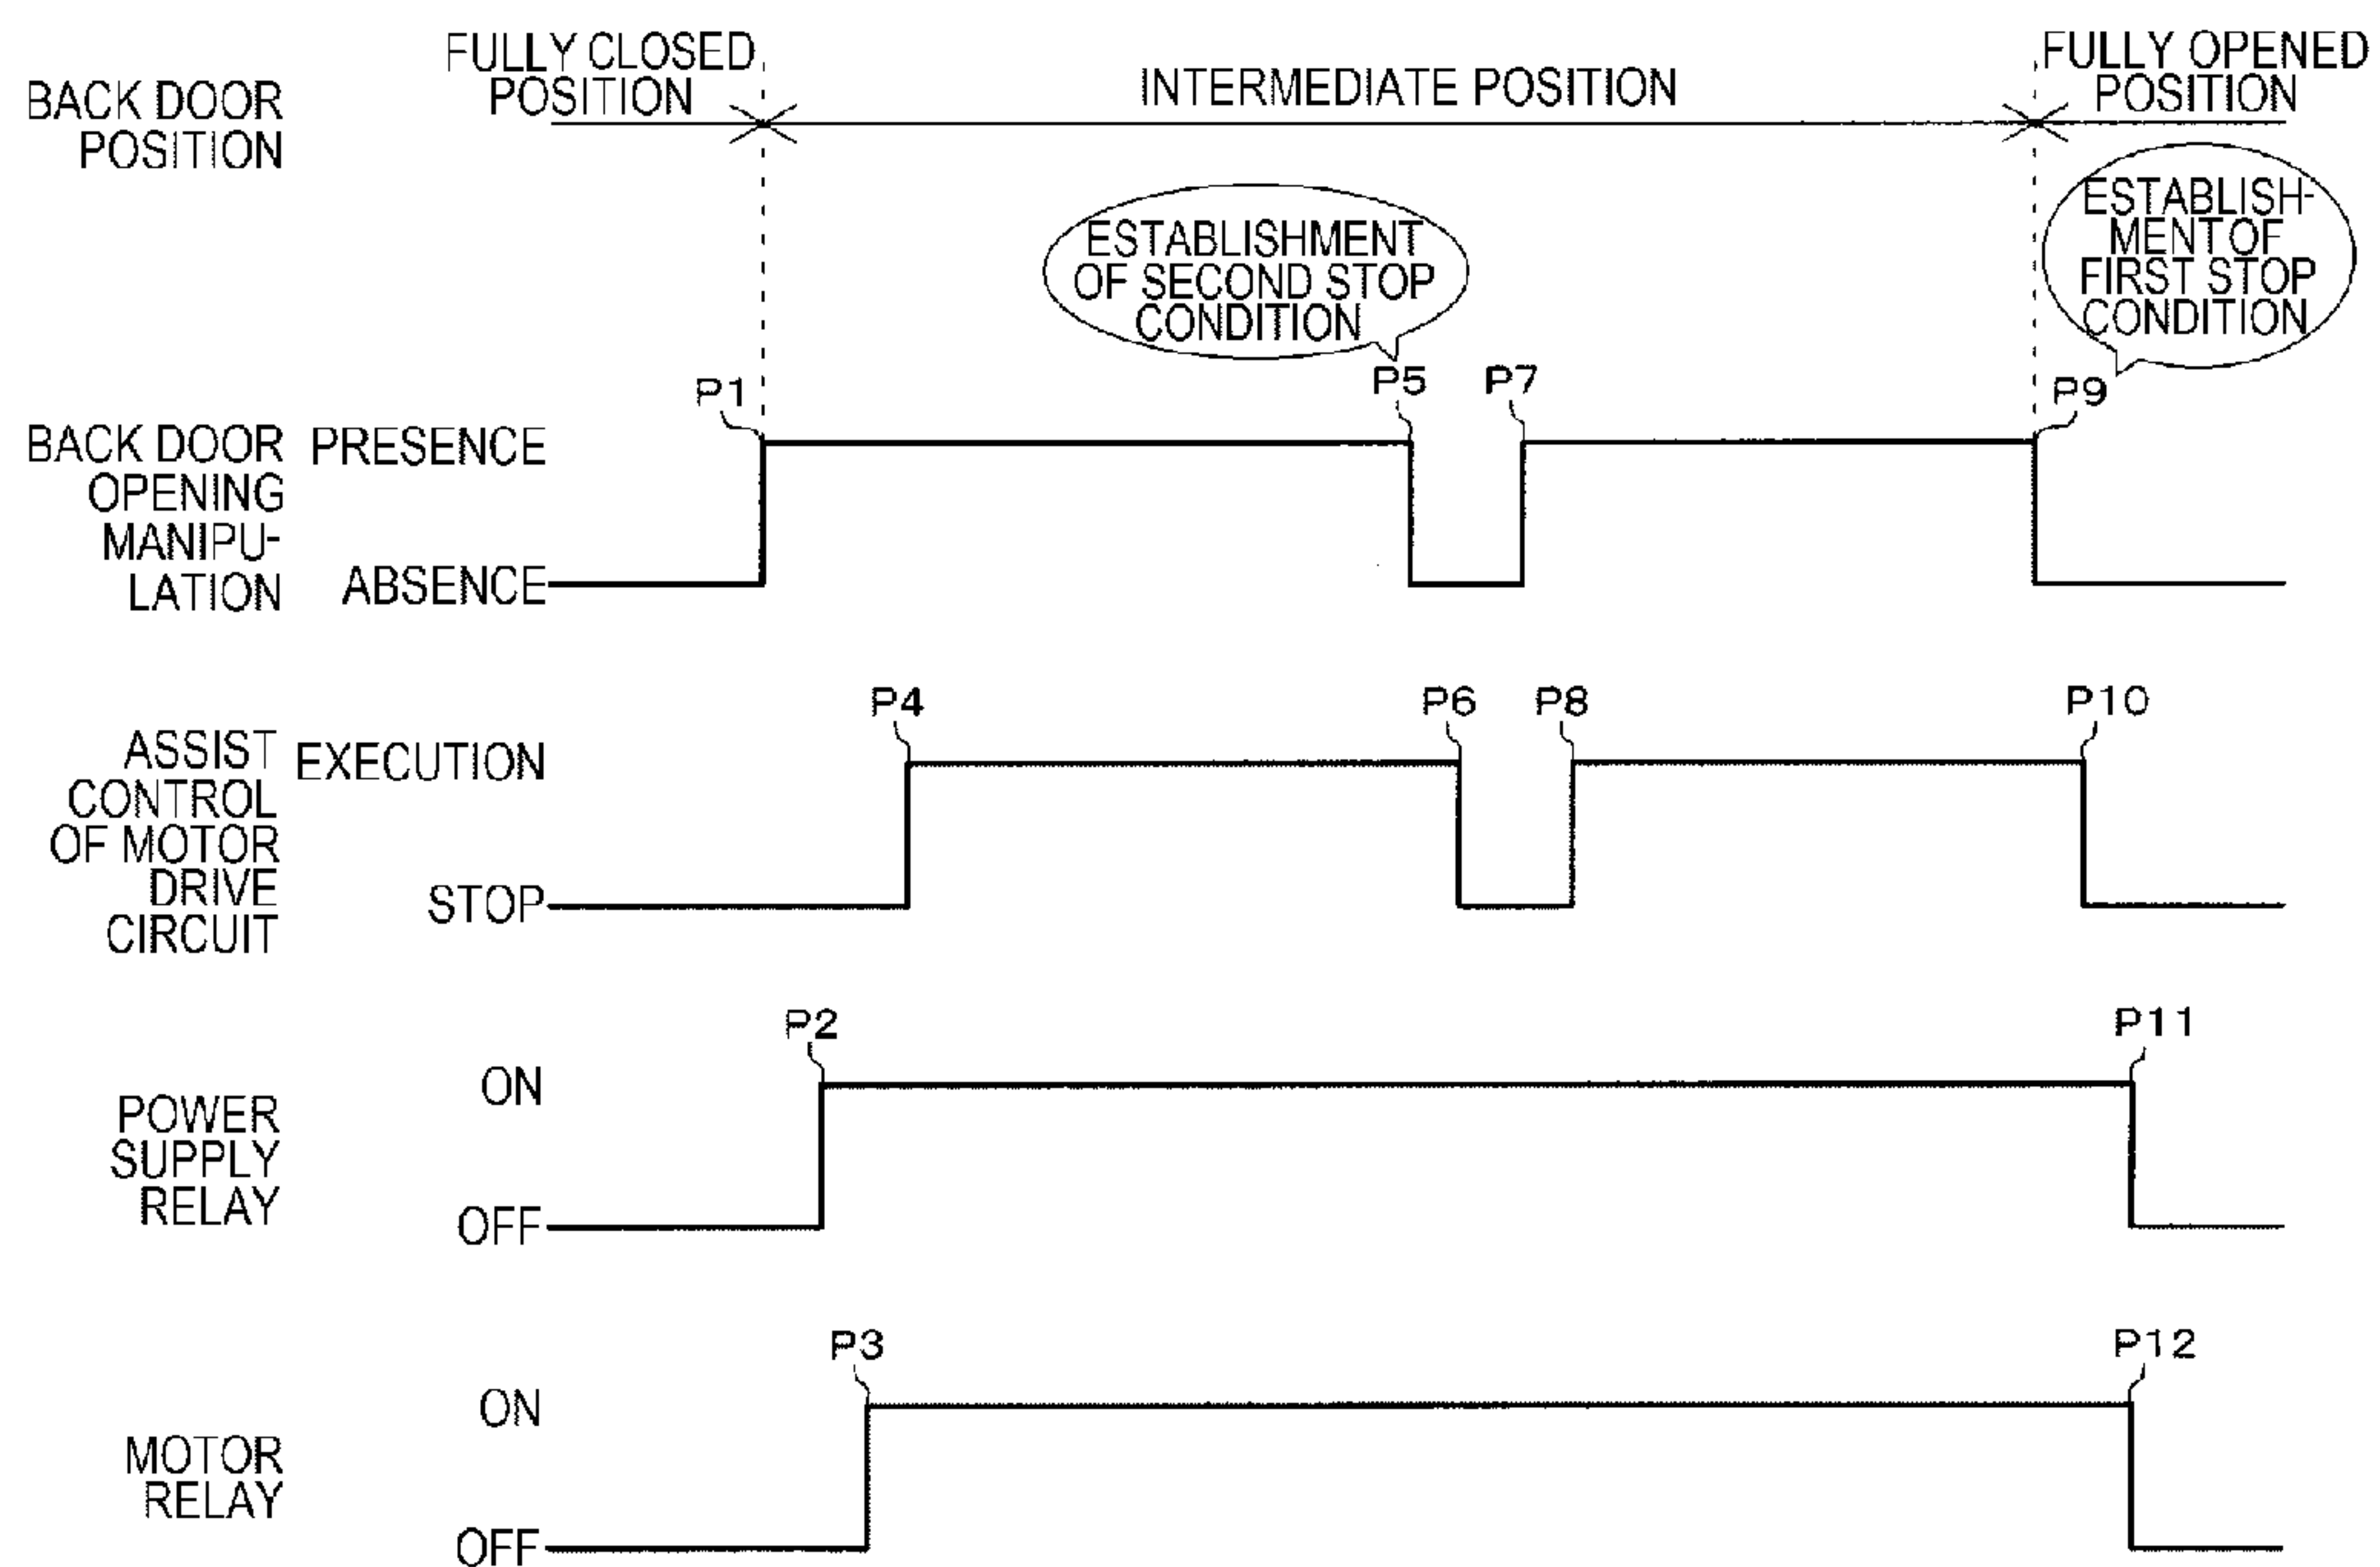 FULLY CLOSED
POSITION
INTERMEDIATE POSITION
FULLY OPENED
POSITION
BACK DOOR
POSITION
ESTABLISHMENT
OF SECOND STOP
CONDITION
ESTABLISH-
MENT OF
FIRST STOP
CONDITION
P1
P5
P7
P9
BACK DOOR
OPENING
MANIPU-
LATION
PRESENCE
ABSENCE
P4
P6
P8
P10
ASSIST
CONTROL
OF MOTOR
DRIVE
CIRCUIT
EXECUTION
STOP
P2
P11
POWER
SUPPLY
RELAY
ON
OFF
P3
P12
MOTOR
RELAY
ON
OFF